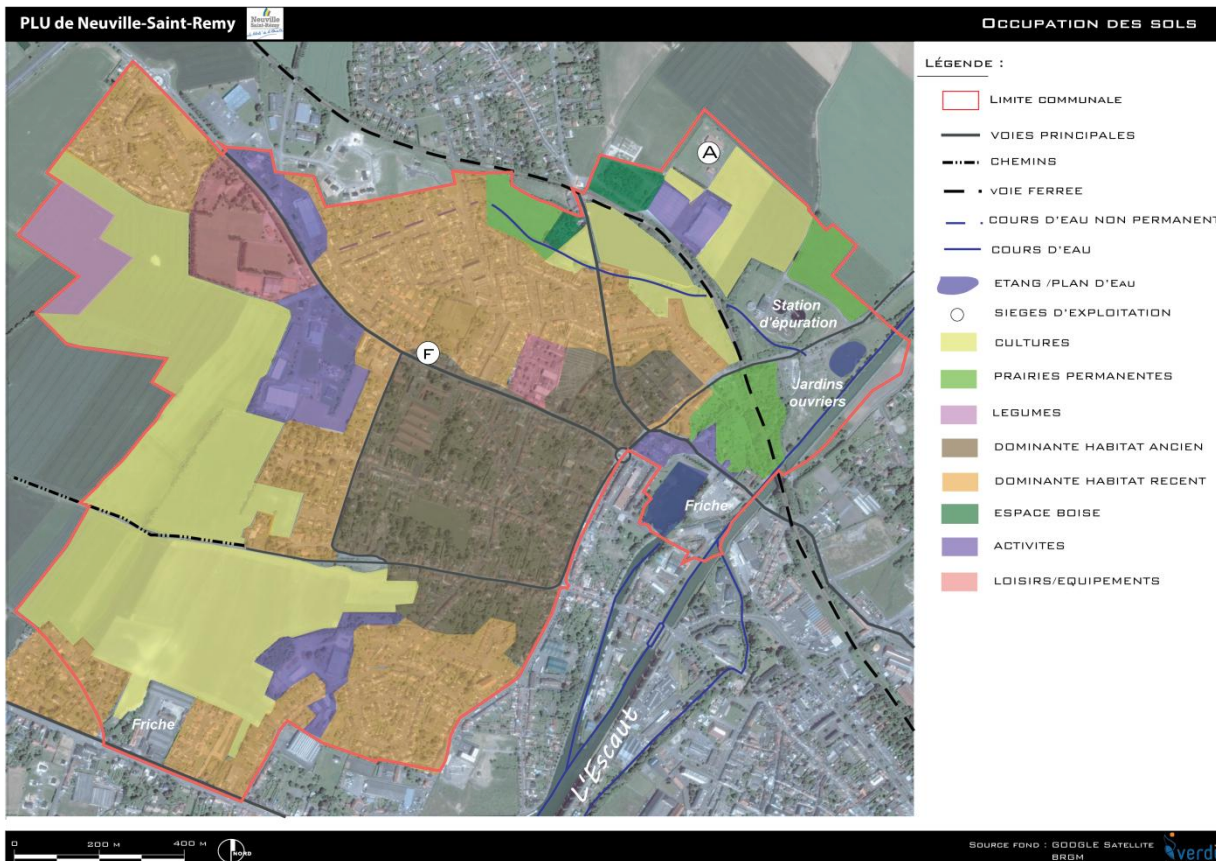 PLU de Neuville-Saint-Remy
Neuville
Saint-Remy
OCCUPATION DES SOLS
LÉGENDE :
LIMITE COMMUNALE
VOIES PRINCIPALES
CHEMINS
VOIE FERREE
COURS D'EAU NON PERMANENT
COURS D'EAU
ETANG /PLAN D'EAU
SIEGES D'EXPLOITATION
CULTURES
PRAIRIES PERMANENTES
LEGUMES
DOMINANTE HABITAT ANCIEN
DOMINANTE HABITAT RECENT
ESPACE BOISE
ACTIVITES
LOISIRS/EQUIPEMENTS
A
Station
d'épuration
F
Jardins
ouvriers
Friche
Friche
L'Escaut
0 200 M 400 M
NORD
SOURCE FOND : GOOGLE SATELLITE
BRGM
verdi